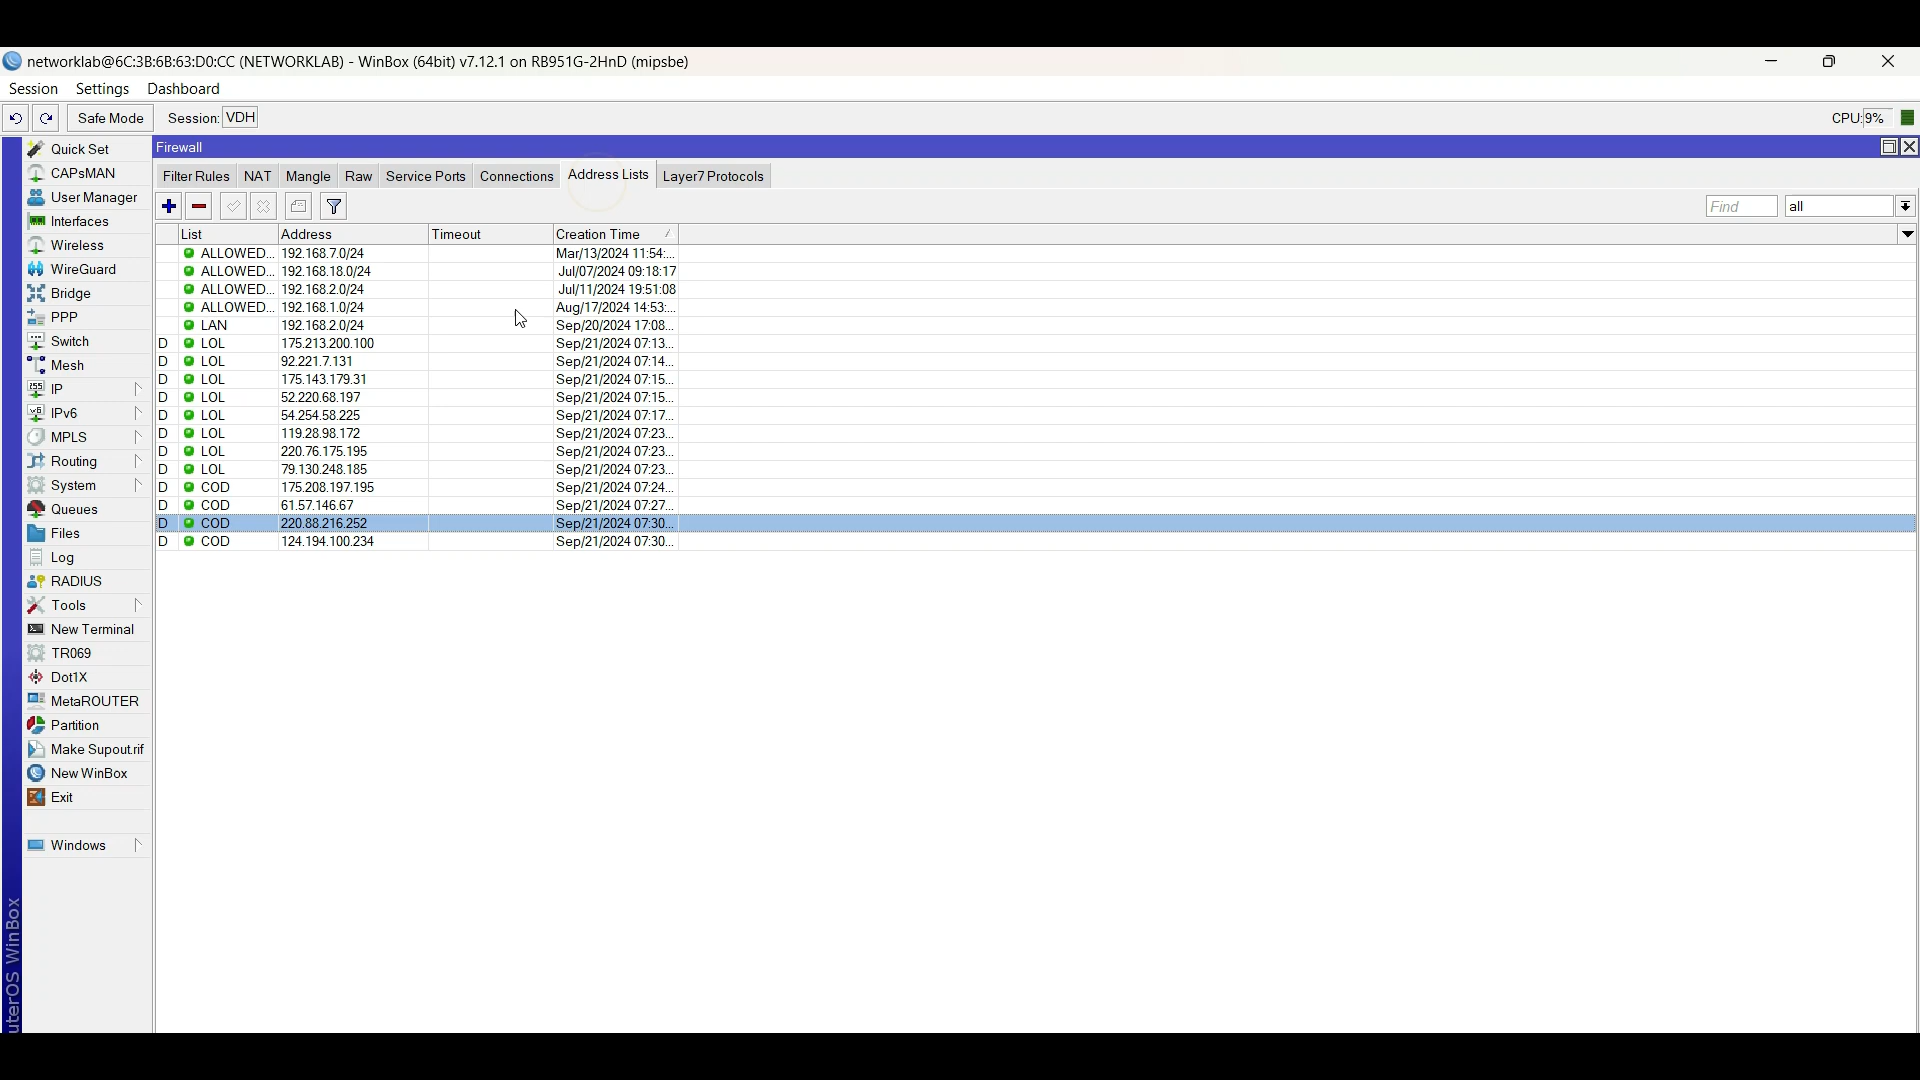 networklab@6C:3B:6B:63:D0:CC (NETWORKLAB) - WinBox (64bit) v7.12.1 on RB951G-2HnD (mipsbe)
Session Settings Dashboard
Safe Mode Session: VDH CPU: 9%
Quick Set
CAPsMAN
User Manager
Interfaces
Wireless
WireGuard
Bridge
PPP
Switch
Mesh
IP
IPv6
MPLS
Routing
System
Queues
Files
Log
RADIUS
Tools
New Terminal
TR069
Dot1X
MetaROUTER
Partition
Make Supout.rif
New WinBox
Exit
Windows
uterOS WinBox
Firewall
Filter Rules NAT Mangle Raw Service Ports Connections Address Lists Layer7 Protocols
Find all
List Address Timeout Creation Time
ALLOWED... 192.168.7.0/24 Mar/13/2024 11:54:...
ALLOWED... 192.168.18.0/24 Jul/07/2024 09:18:17
ALLOWED... 192.168.2.0/24 Jul/11/2024 19:51:08
ALLOWED... 192.168.1.0/24 Aug/17/2024 14:53:...
LAN 192.168.2.0/24 Sep/20/2024 17:08...
D LOL 175.213.200.100 Sep/21/2024 07:13...
D LOL 92.221.7.131 Sep/21/2024 07:14...
D LOL 175.143.179.31 Sep/21/2024 07:15...
D LOL 52.220.68.197 Sep/21/2024 07:15...
D LOL 54.254.58.225 Sep/21/2024 07:17...
D LOL 119.28.98.172 Sep/21/2024 07:23...
D LOL 220.76.175.195 Sep/21/2024 07:23...
D LOL 79.130.248.185 Sep/21/2024 07:23...
D COD 175.208.197.195 Sep/21/2024 07:24...
D COD 61.57.146.67 Sep/21/2024 07:27...
D COD 220.88.216.252 Sep/21/2024 07:30...
D COD 124.194.100.234 Sep/21/2024 07:30...